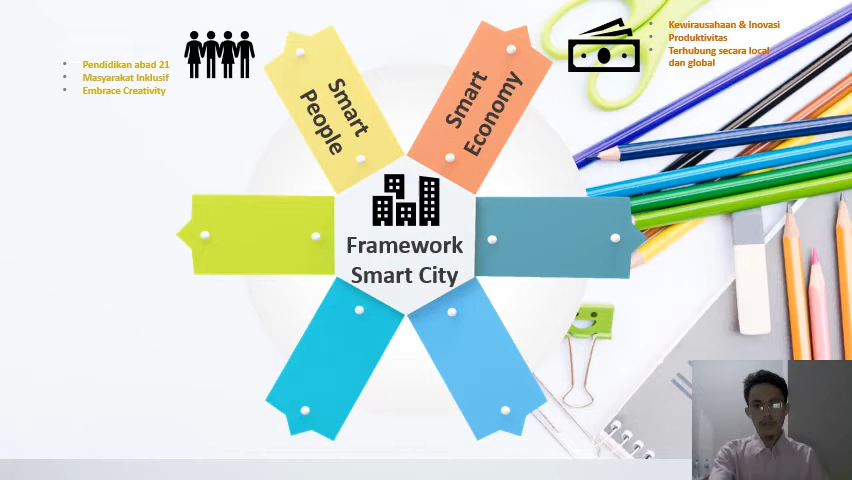 Pendidikan abad 21
Masyarakat Inklusif
Embrace Creativity
Smart
People
Smart
Economy
Kewirausahaan & Inovasi
Produktivitas
Terhubung secara lokal
dan global
Framework
Smart City